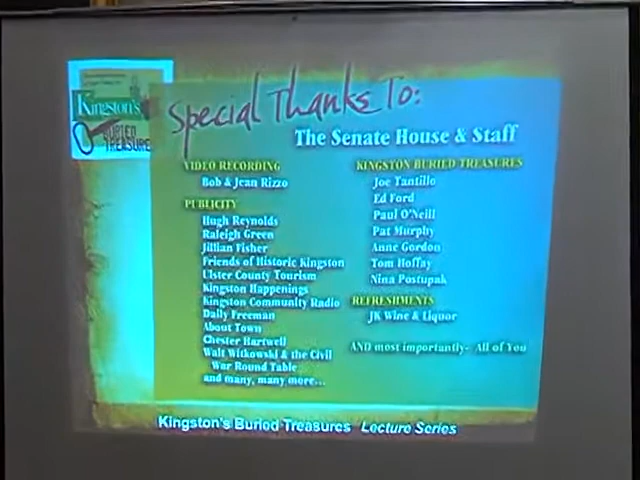 Kingston's
BURIED
TREASURE
Special Thanks To:
The Senate House & Staff
VIDEO RECORDING
Bob & Jean Rizzo
PUBLICITY
Hugh Reynolds
Raleigh Green
Jillian Fisher
Friends of Historic Kingston
Ulster County Tourism
Kingston Happenings
Kingston Community Radio
Daily Freeman
About Town
Chester Hartwell
Walt Witkowski & the Civil
War Round Table
and many, many more...
KINGSTON BURIED TREASURES
Joe Tantillo
Ed Ford
Paul O'Neill
Pat Murphy
Anne Gordon
Tom Hoffay
Nina Postupak
REFRESHMENTS
JK Wine & Liquor
AND most importantly- All of You
Kingston's Buried Treasures Lecture Series